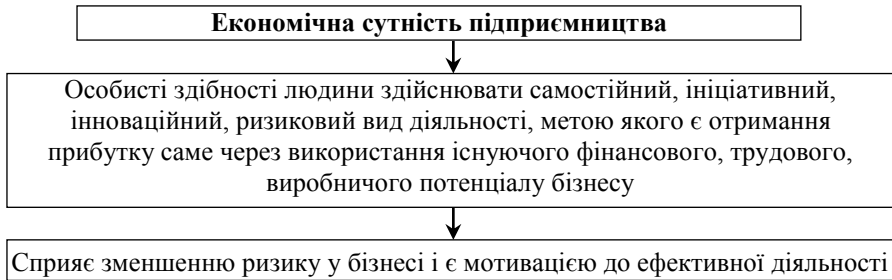 Економічна сутність підприємництва
Особисті здібності людини здійснювати самостійний, ініціативний,
інноваційний, ризиковий вид діяльності, метою якого є отримання
прибутку саме через використання існуючого фінансового, трудового,
виробничого потенціалу бізнесу
Сприяє зменшенню ризику у бізнесі і є мотивацією до ефективної діяльності